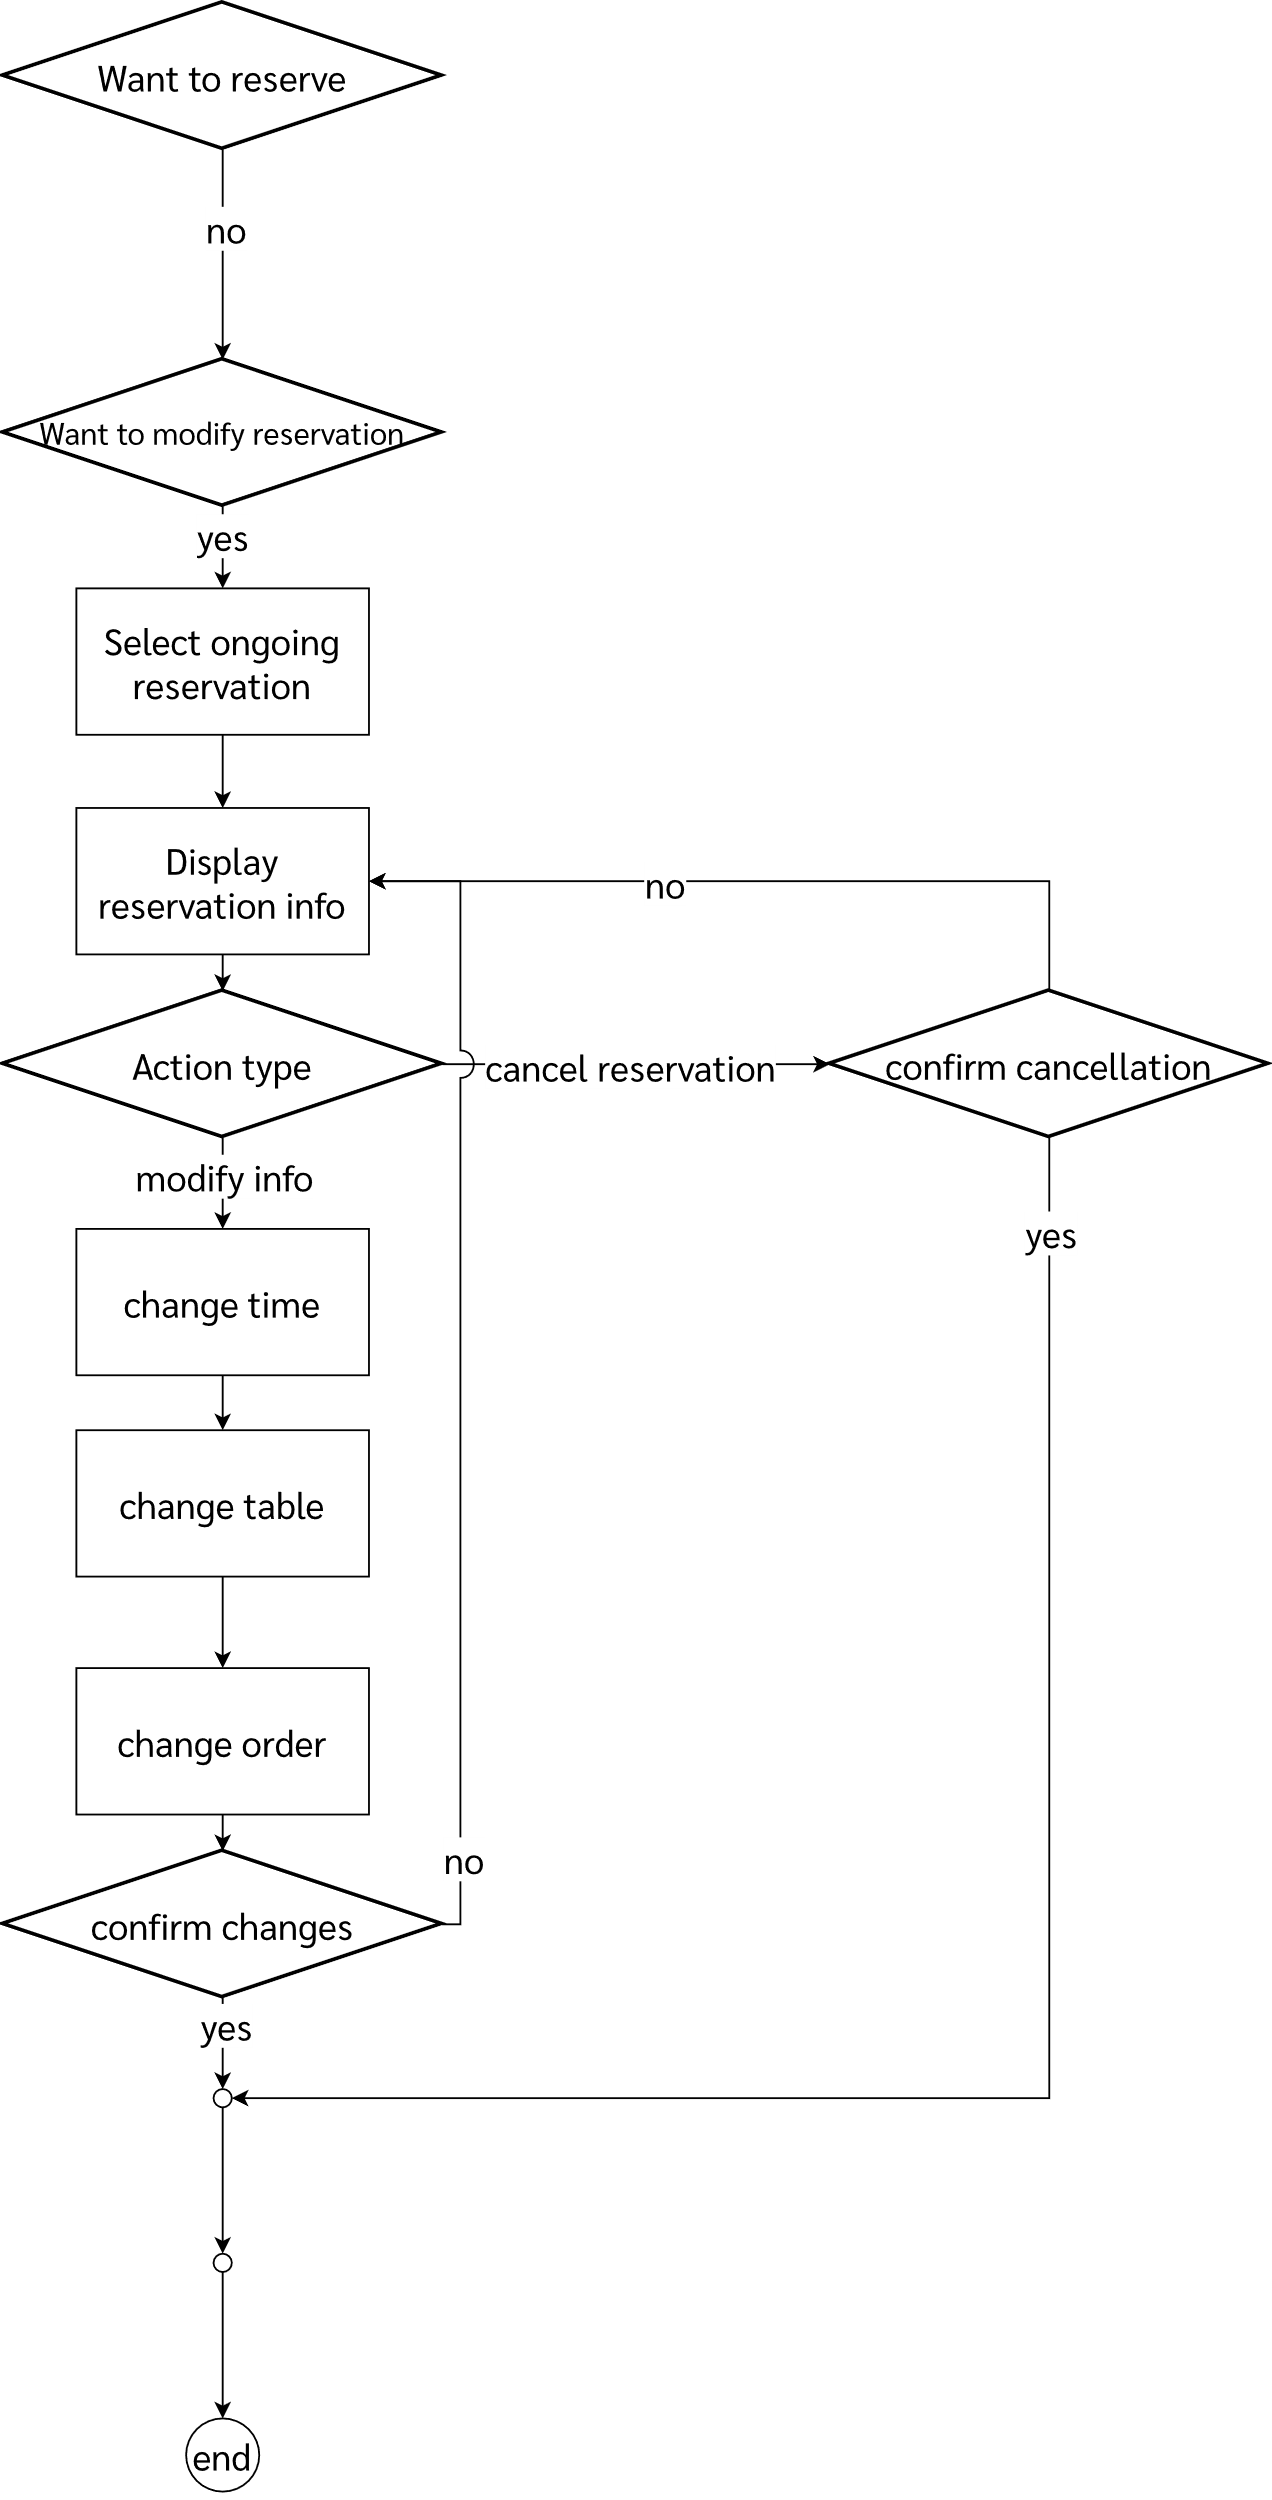 Want to reserve
no
Want to modify reservation
yes
Select ongoing
reservation
Display
reservation info
no
Action type
cancel reservation
confirm cancellation
modify info
yes
change time
change table
change order
no
confirm changes
yes
end